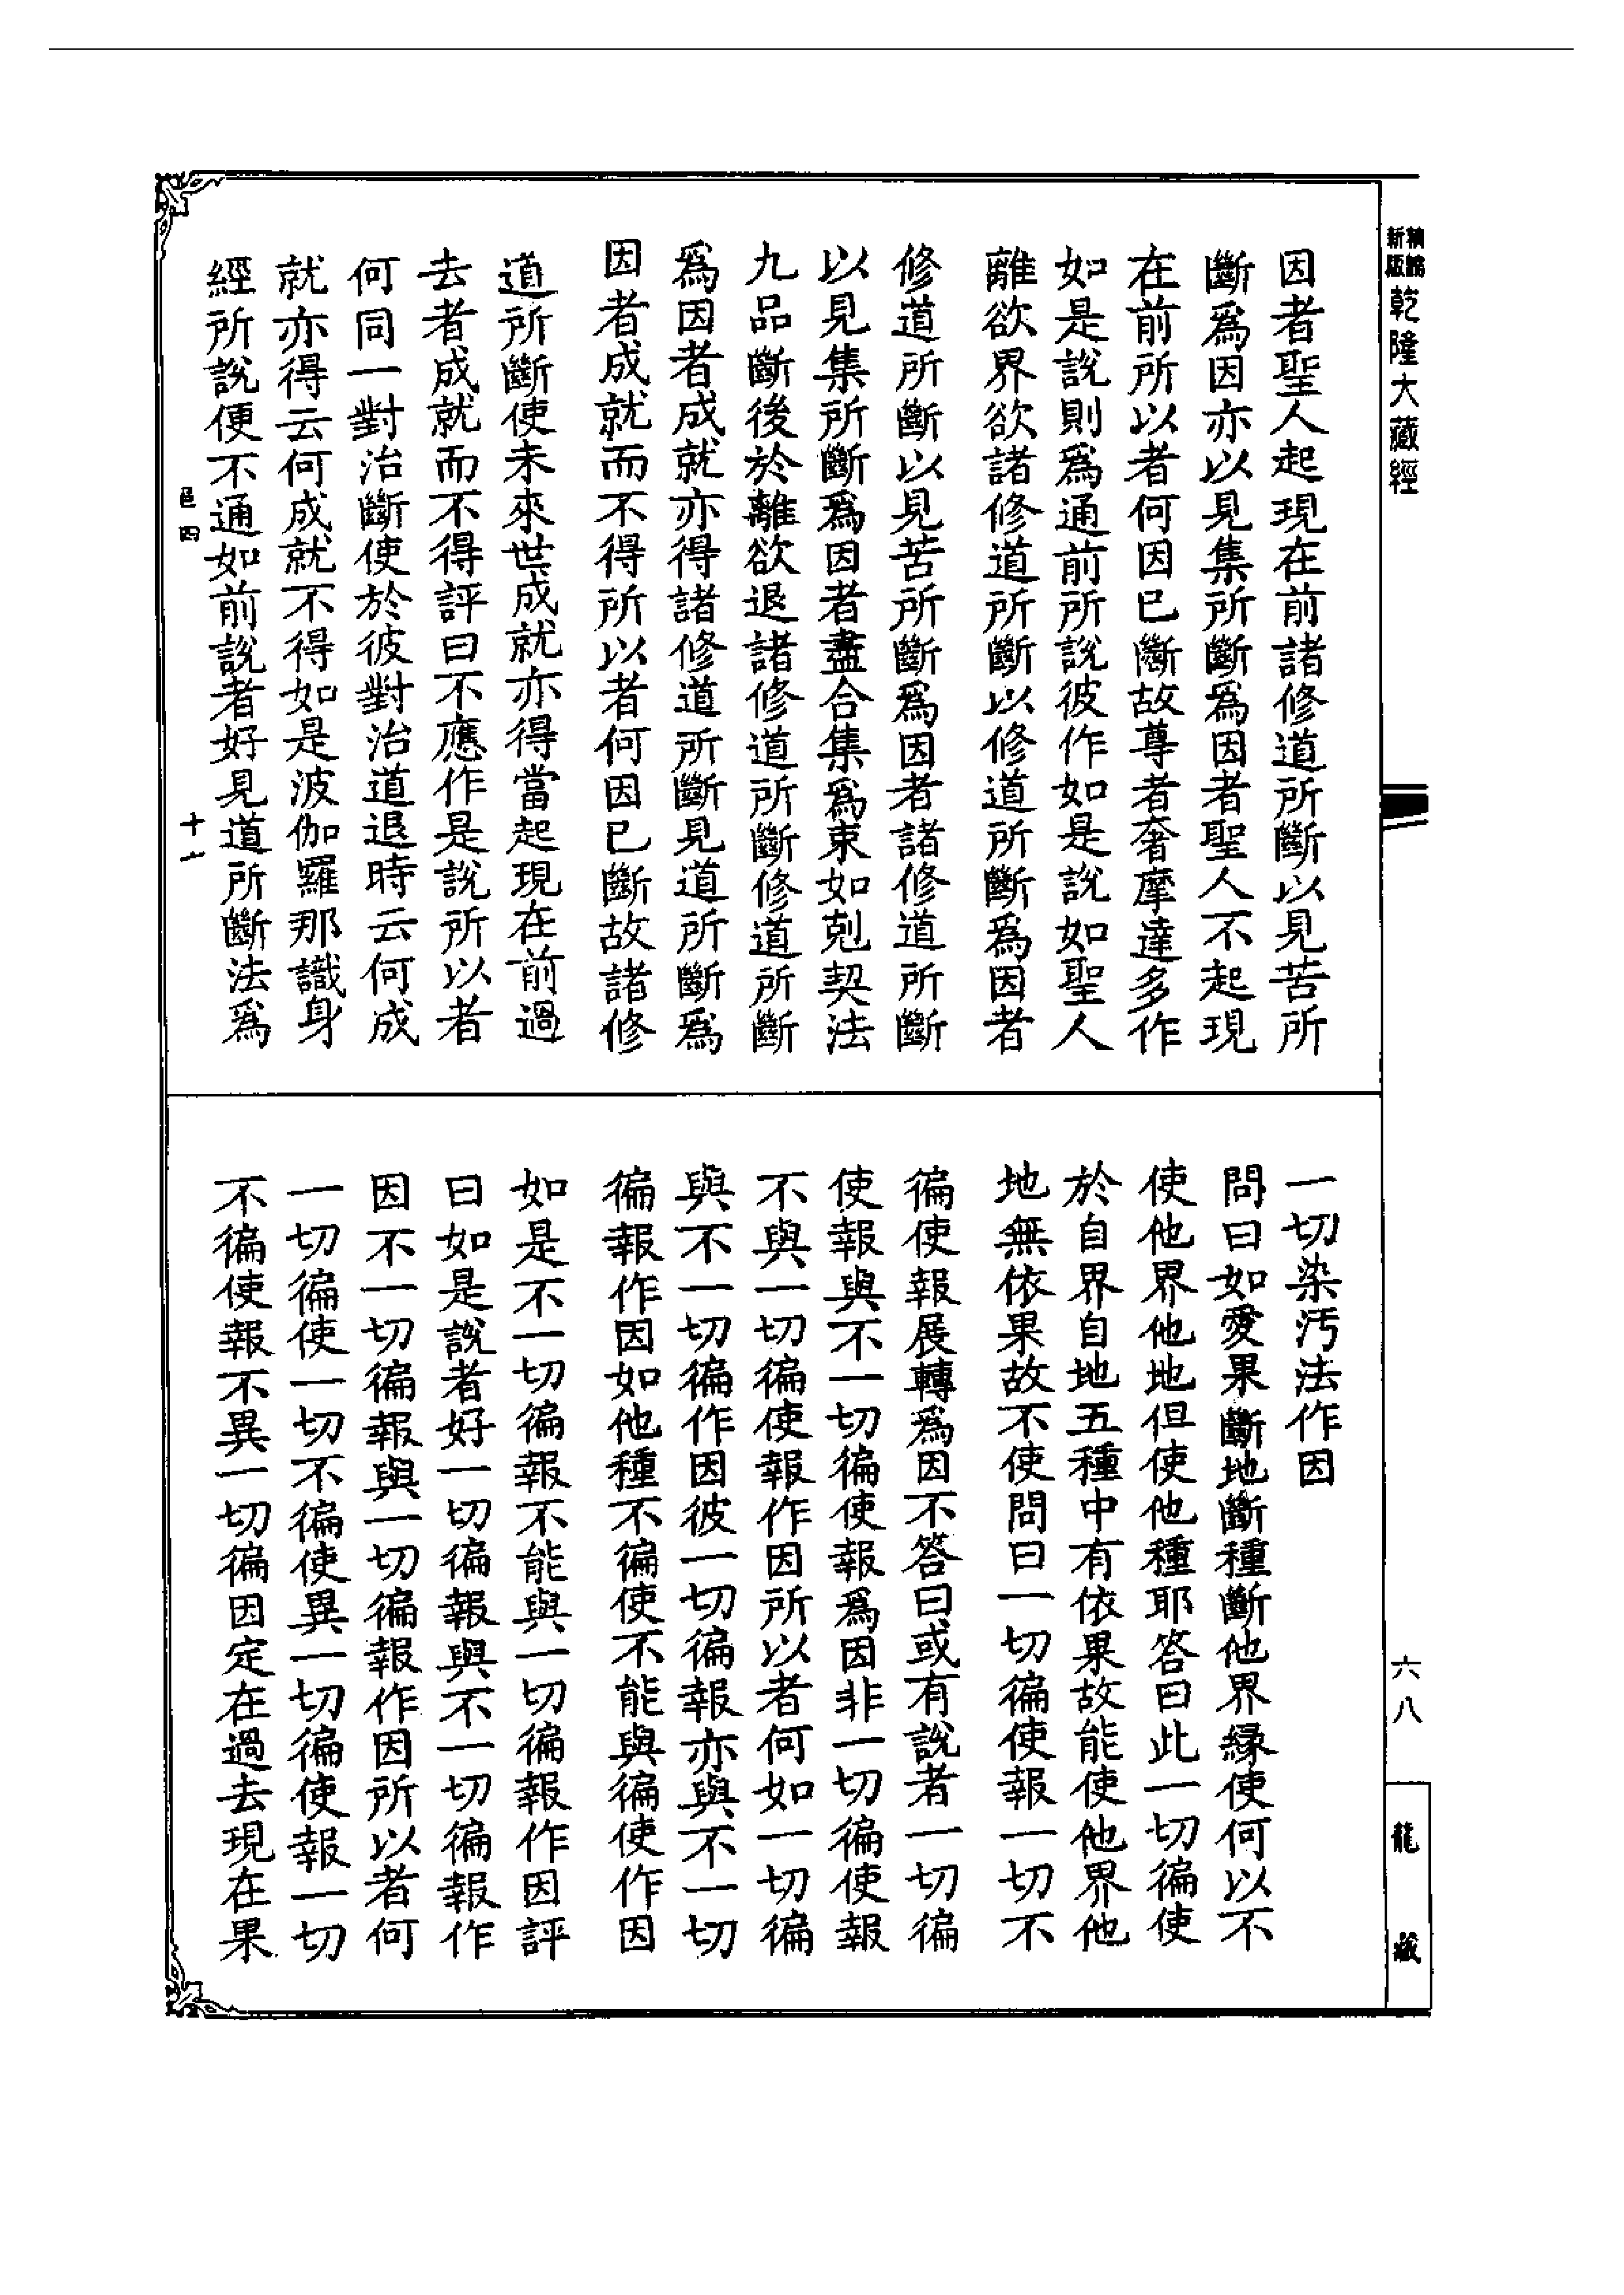 新版
精編
乾隆大藏經
六八
龍藏
因者聖人起現在前諸修道所斷以見苦所
斷爲因亦以見集所斷爲因者聖人不起現
在前所以者何因已斷故尊者奢摩達多作
如是說則爲通前所說彼作如是說如聖人
離欲界欲諸修道所斷以修道所斷爲因者
修道所斷以見苦所斷爲因者諸修道所斷
以見集所斷爲因者盡合集爲束如剋契法
九品斷後於離欲退諸修道所斷修道所斷
爲因者成就亦得諸修道所斷見道所斷爲
因者成就而不得所以者何因已斷故諸修
道所斷使未來世成就亦得當起現在前過
去者成就而不得評曰不應作是說所以者
何同一對治斷使於彼對治道退時云何成
就亦得云何成就不得如是波伽羅那識身
經所說便不通如前說者好見道所斷法爲
邑四
十一
一切染汚法作因
問曰如愛果斷地斷種斷他界緣使何以不
使他界他地但使他種耶答曰此一切徧使
於自界自地五種中有依果故能使他界他
地無依果故不使問曰一切徧使報一切不
徧使報展轉爲因不答曰或有說者一切徧
使報與不一切徧使報爲因非一切徧使報
不與一切徧使報作因所以者何如一切徧
與不一切徧作因彼一切徧報亦與不一切
徧報作因如他種不徧使不能與徧使作因
如是不一切徧報不能與一切徧報作因評
曰如是說者好一切徧報與不一切徧報作
因不一切徧報與一切徧報作因所以者何
一切徧使一切不徧使異一切徧使報一切
不徧使報不異一切徧因定在過去現在果